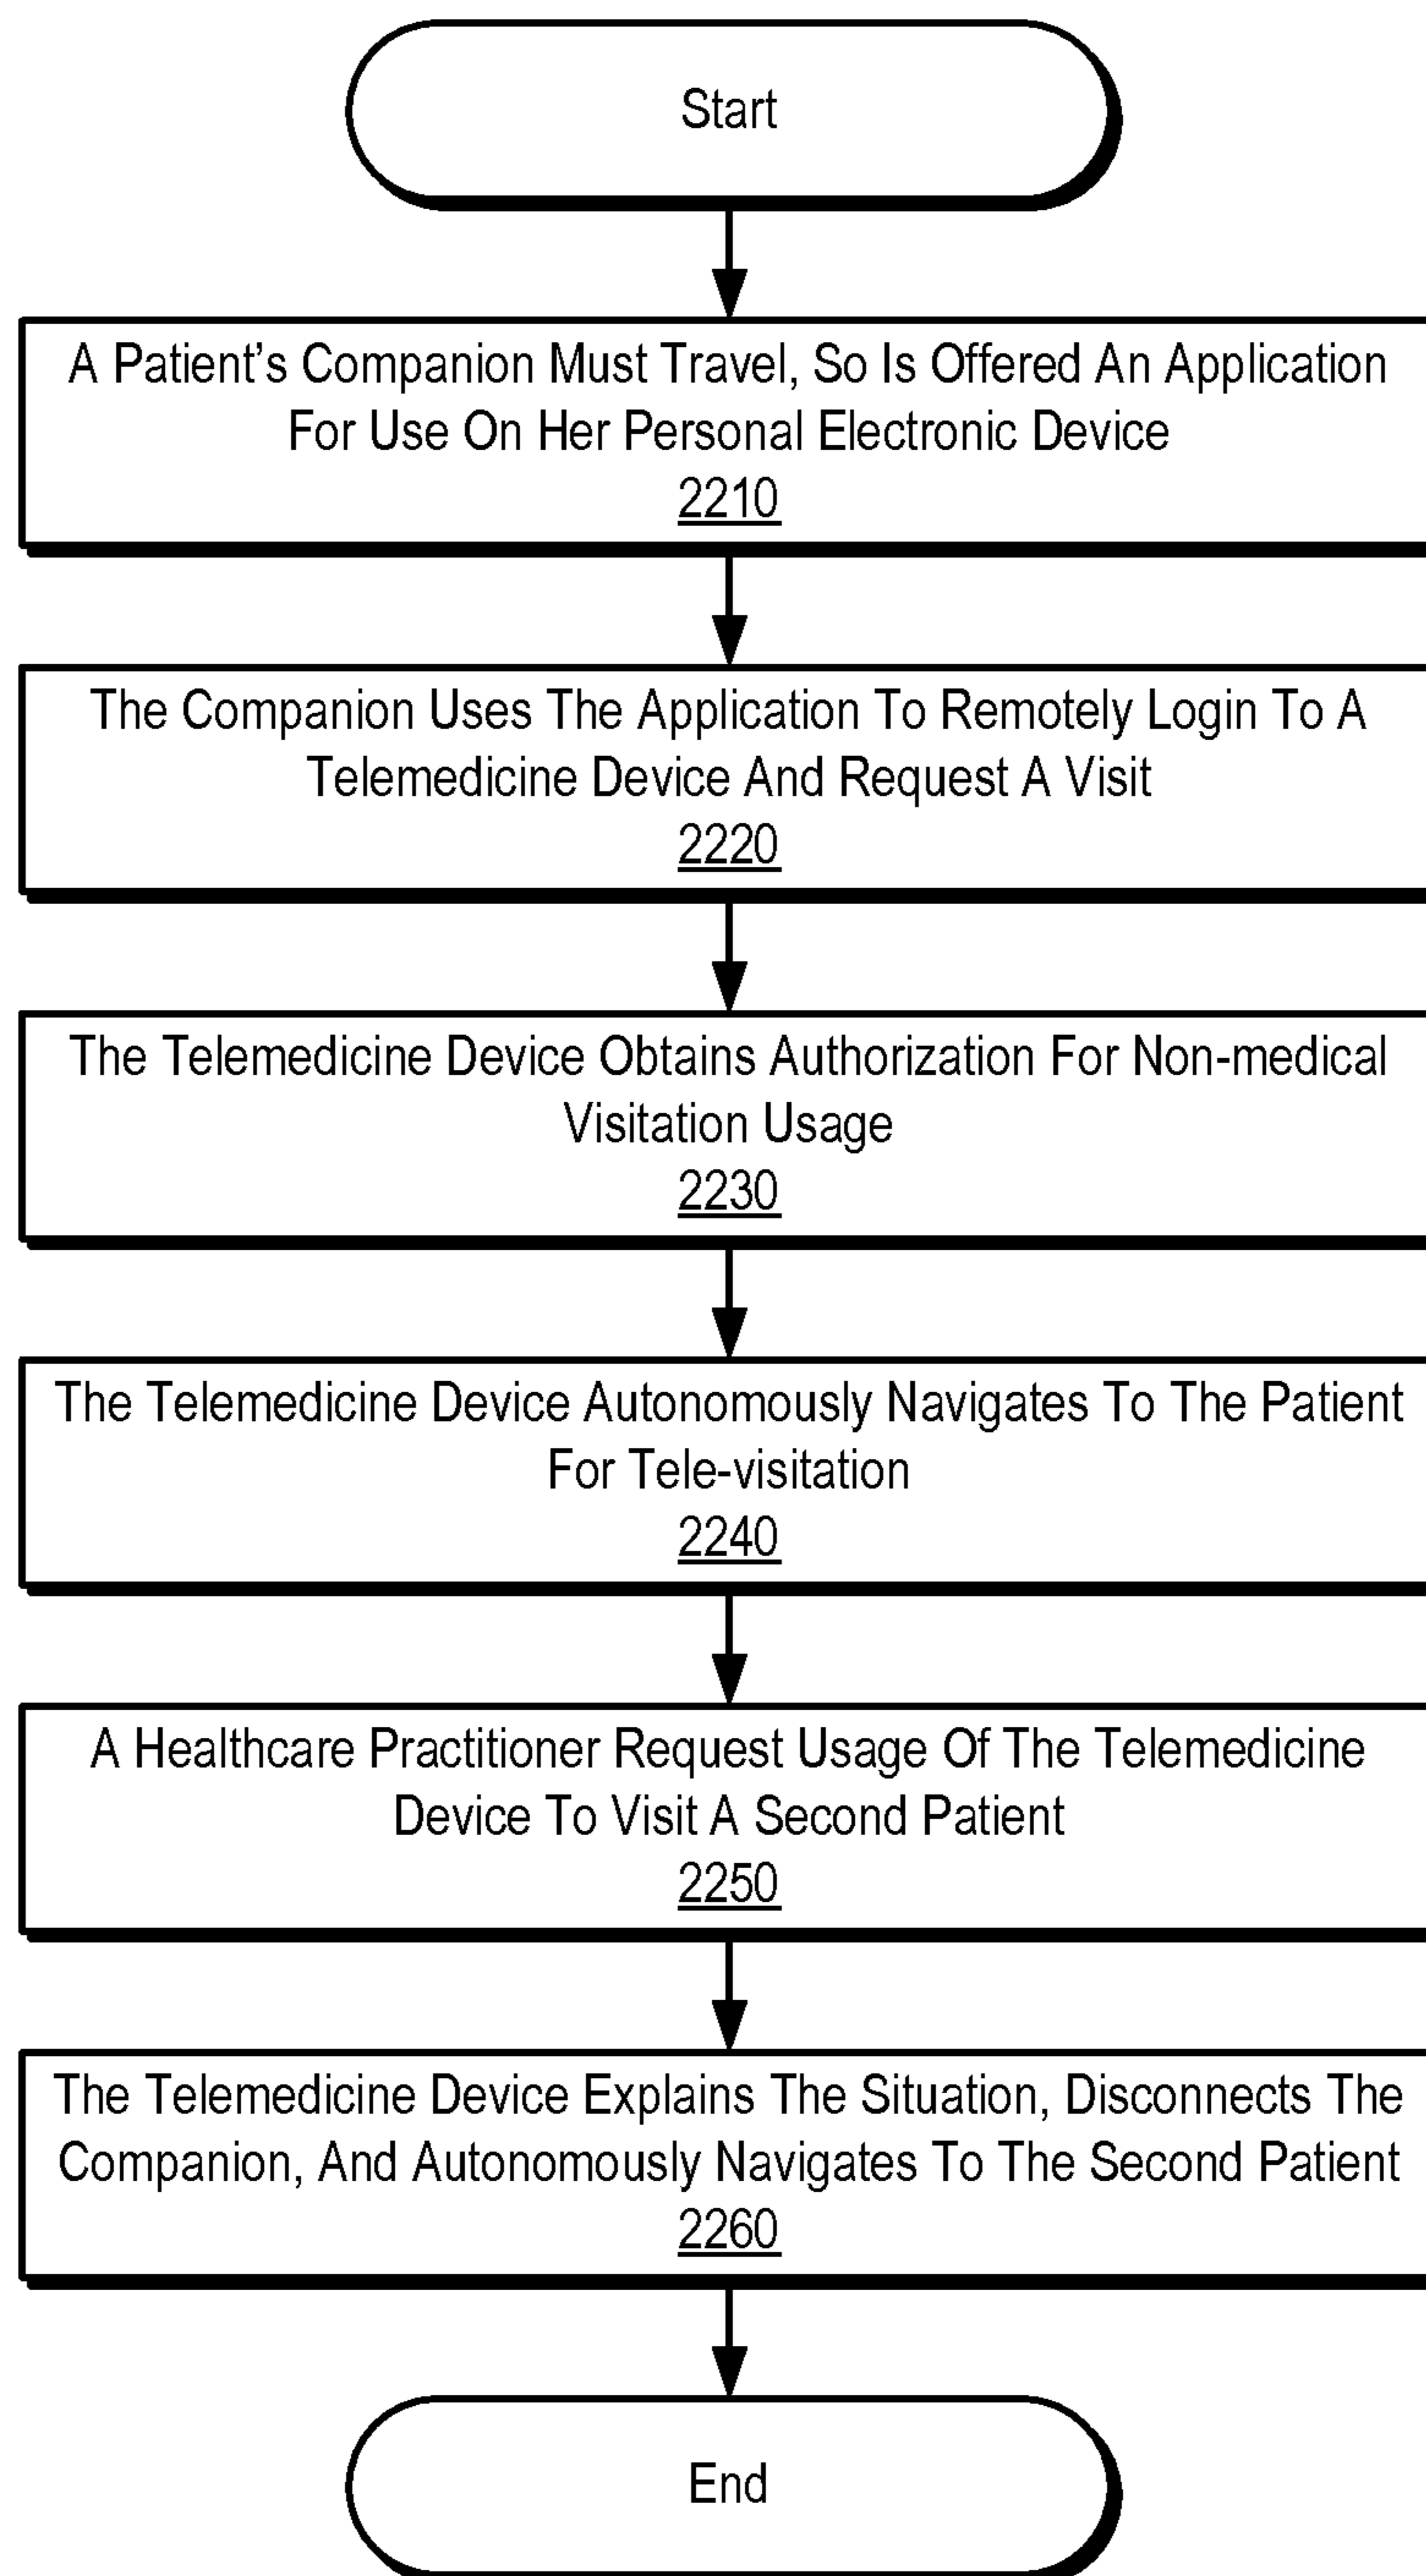 Start
A Patient’s Companion Must Travel, So Is Offered An Application
For Use On Her Personal Electronic Device
2210
The Companion Uses The Application To Remotely Login To A
Telemedicine Device And Request A Visit
2220
The Telemedicine Device Obtains Authorization For Non-medical
Visitation Usage
2230
The Telemedicine Device Autonomously Navigates To The Patient
For Tele-visitation
2240
A Healthcare Practitioner Request Usage Of The Telemedicine
Device To Visit A Second Patient
2250
The Telemedicine Device Explains The Situation, Disconnects The
Companion, And Autonomously Navigates To The Second Patient
2260
End